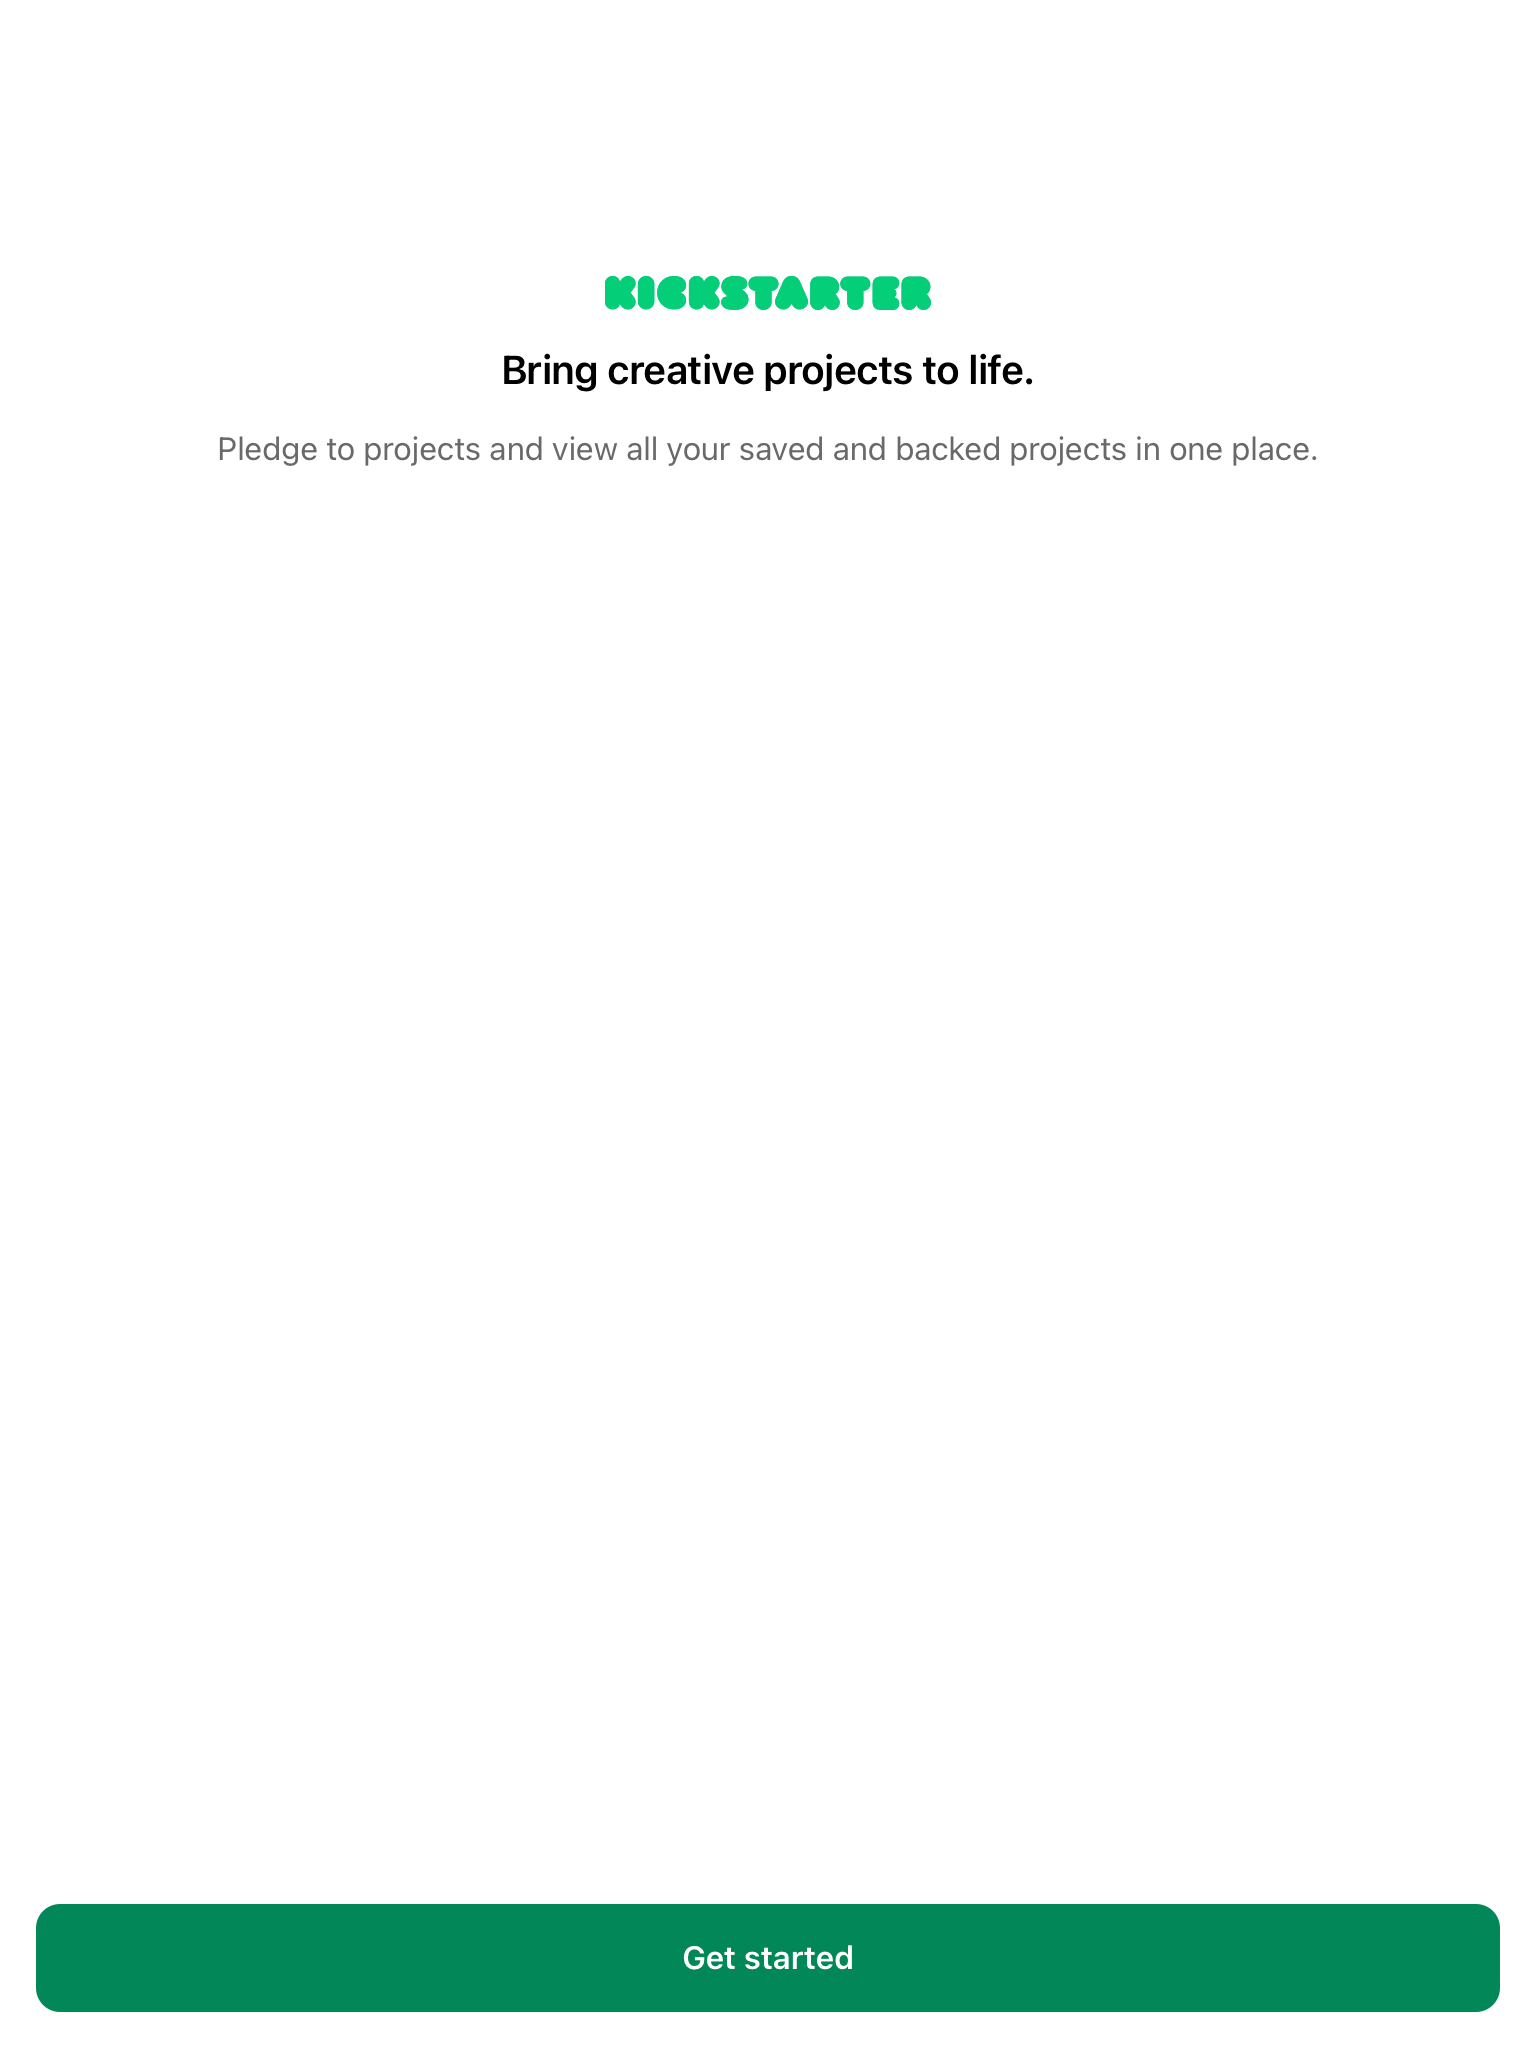 KICKSTARTER
Bring creative projects to life.
Pledge to projects and view all your saved and backed projects in one place.
Get started